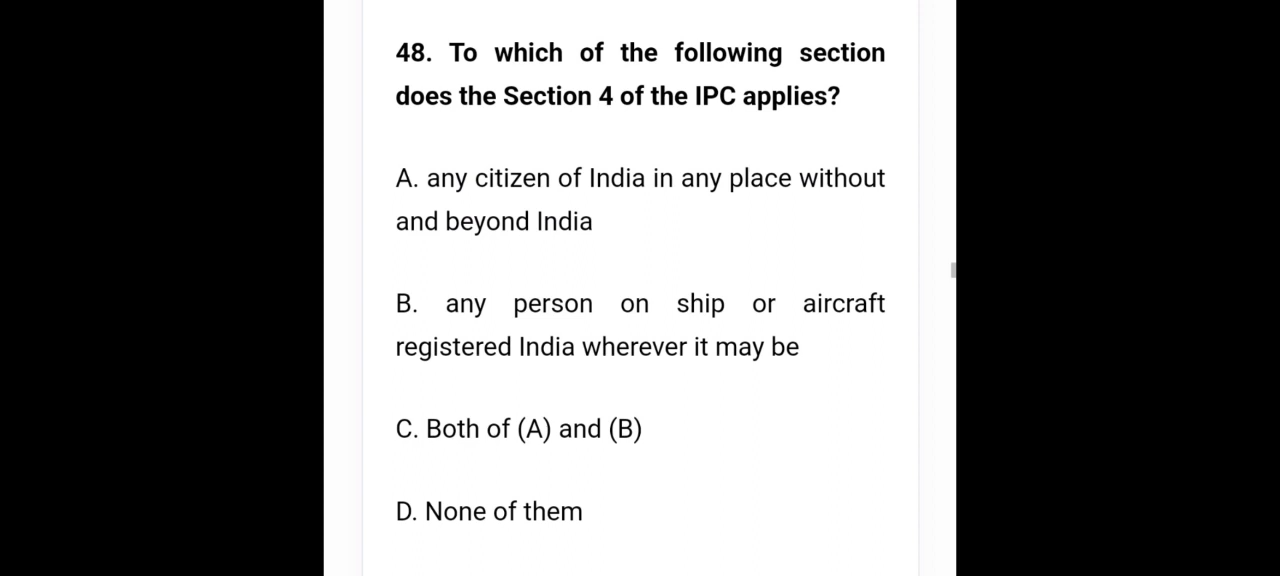 48. To which of the following section
does the Section 4 of the IPC applies?
A. any citizen of India in any place without
and beyond India
B. any person on ship or aircraft
registered India wherever it may be
C. Both of (A) and (B)
D. None of them